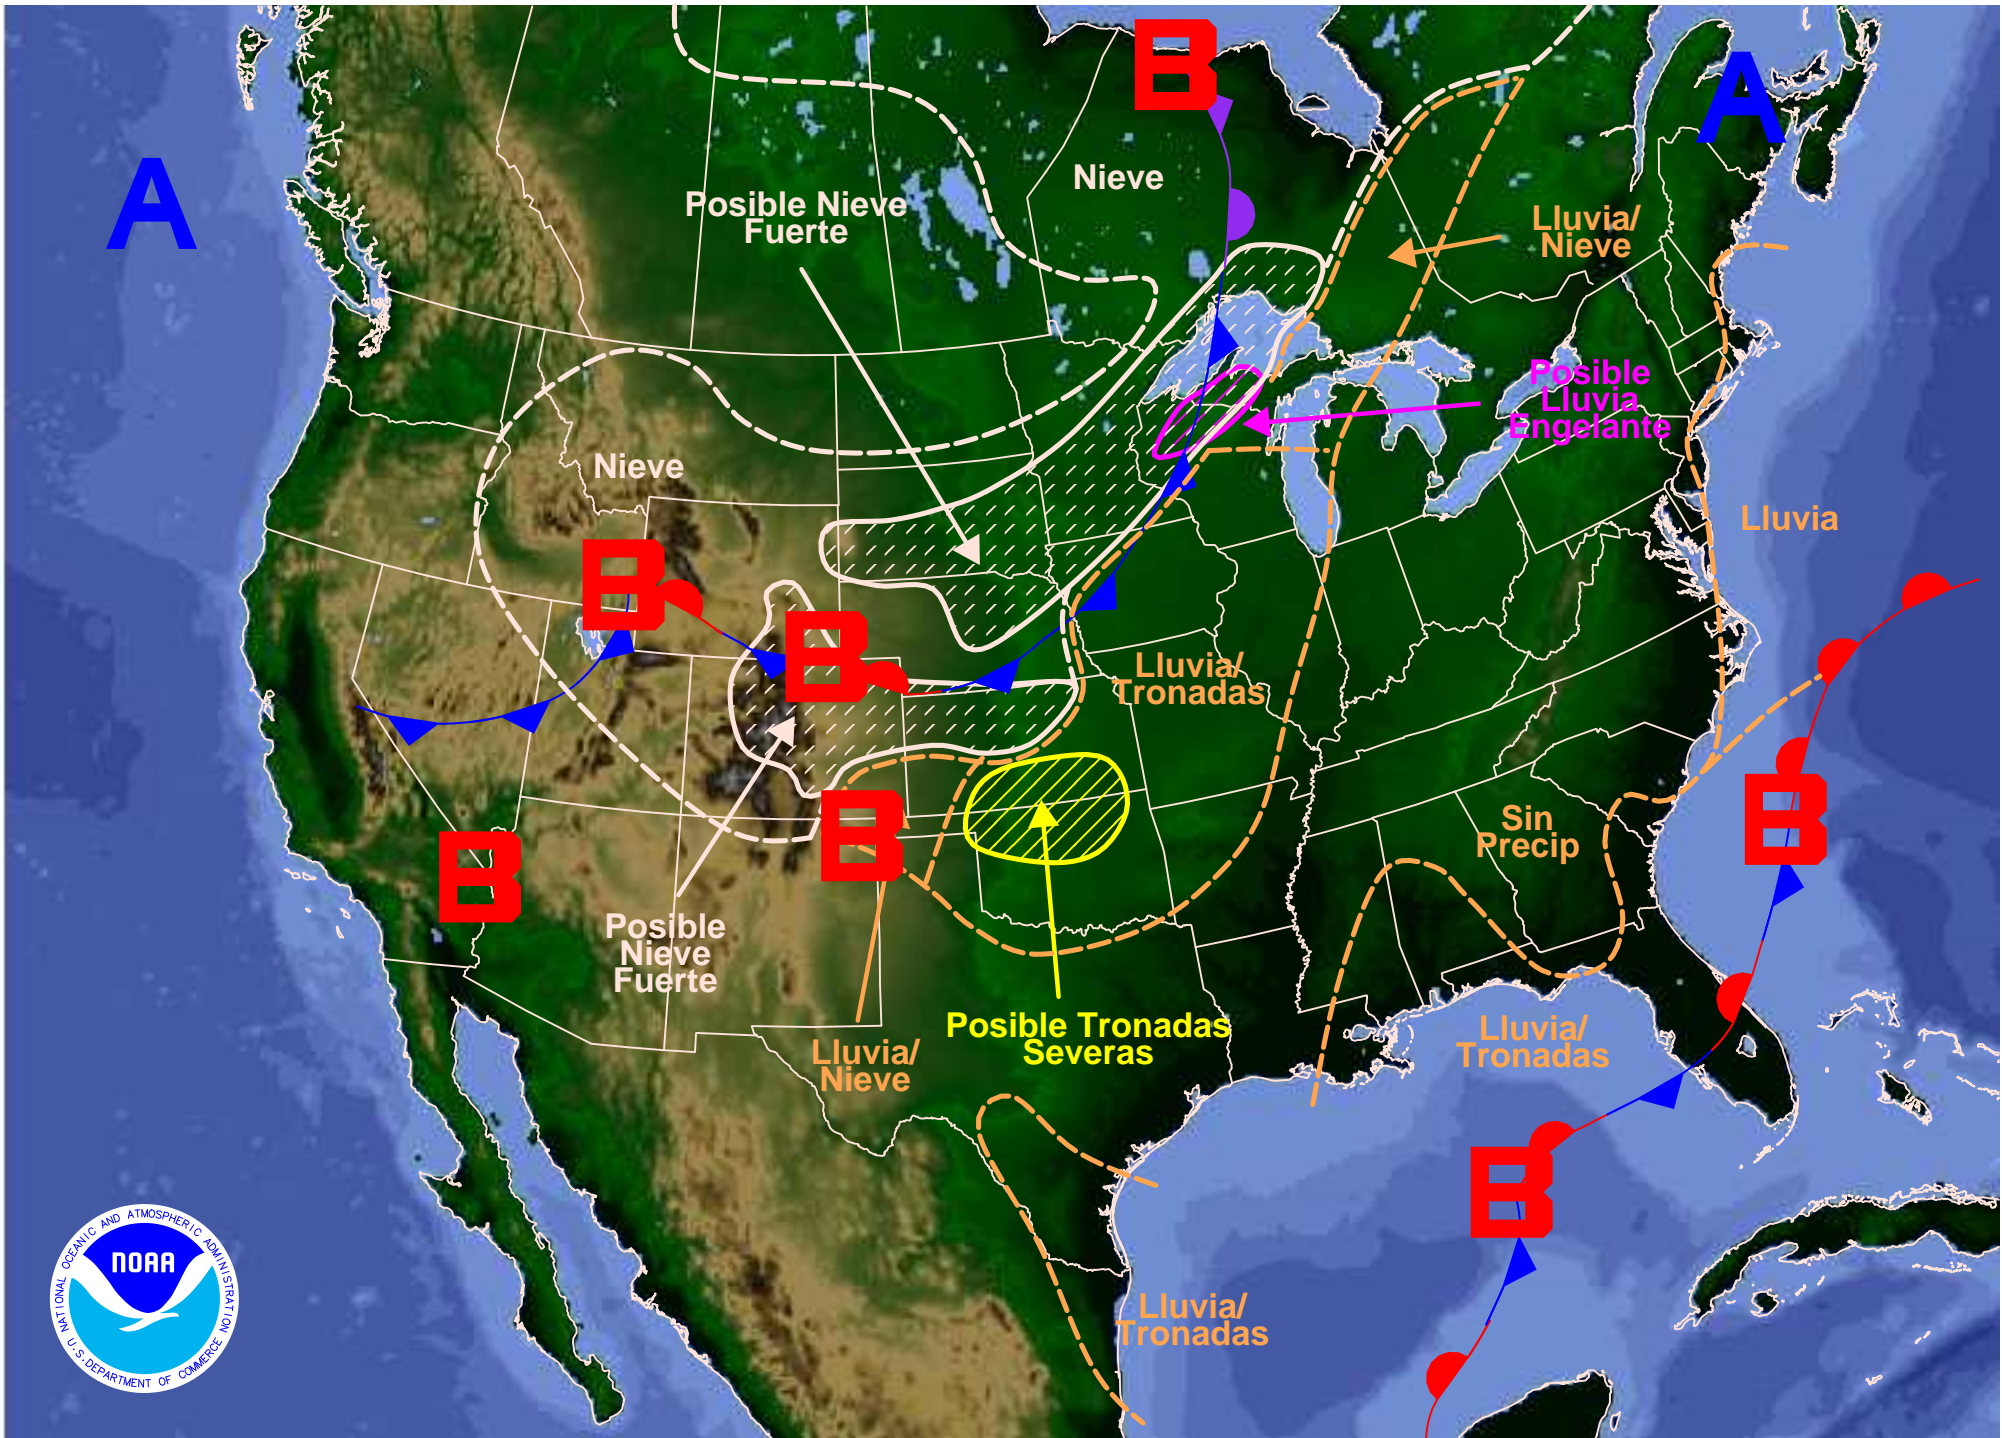 B
A
A
Nieve
Posible Nieve
Fuerte
Lluvia/
Nieve
Posible
Lluvia
Engelante
Nieve
Lluvia
B
B
Lluvia/
Tronadas
B
B
B
Sin
Precip
Posible
Nieve
Fuerte
Posible Tronadas
Severas
Lluvia/
Nieve
Lluvia/
Tronadas
B
Lluvia/
Tronadas
NATIONAL OCEANIC AND ATMOSPHERIC ADMINISTRATION
NOAA
U.S. DEPARTMENT OF COMMERCE